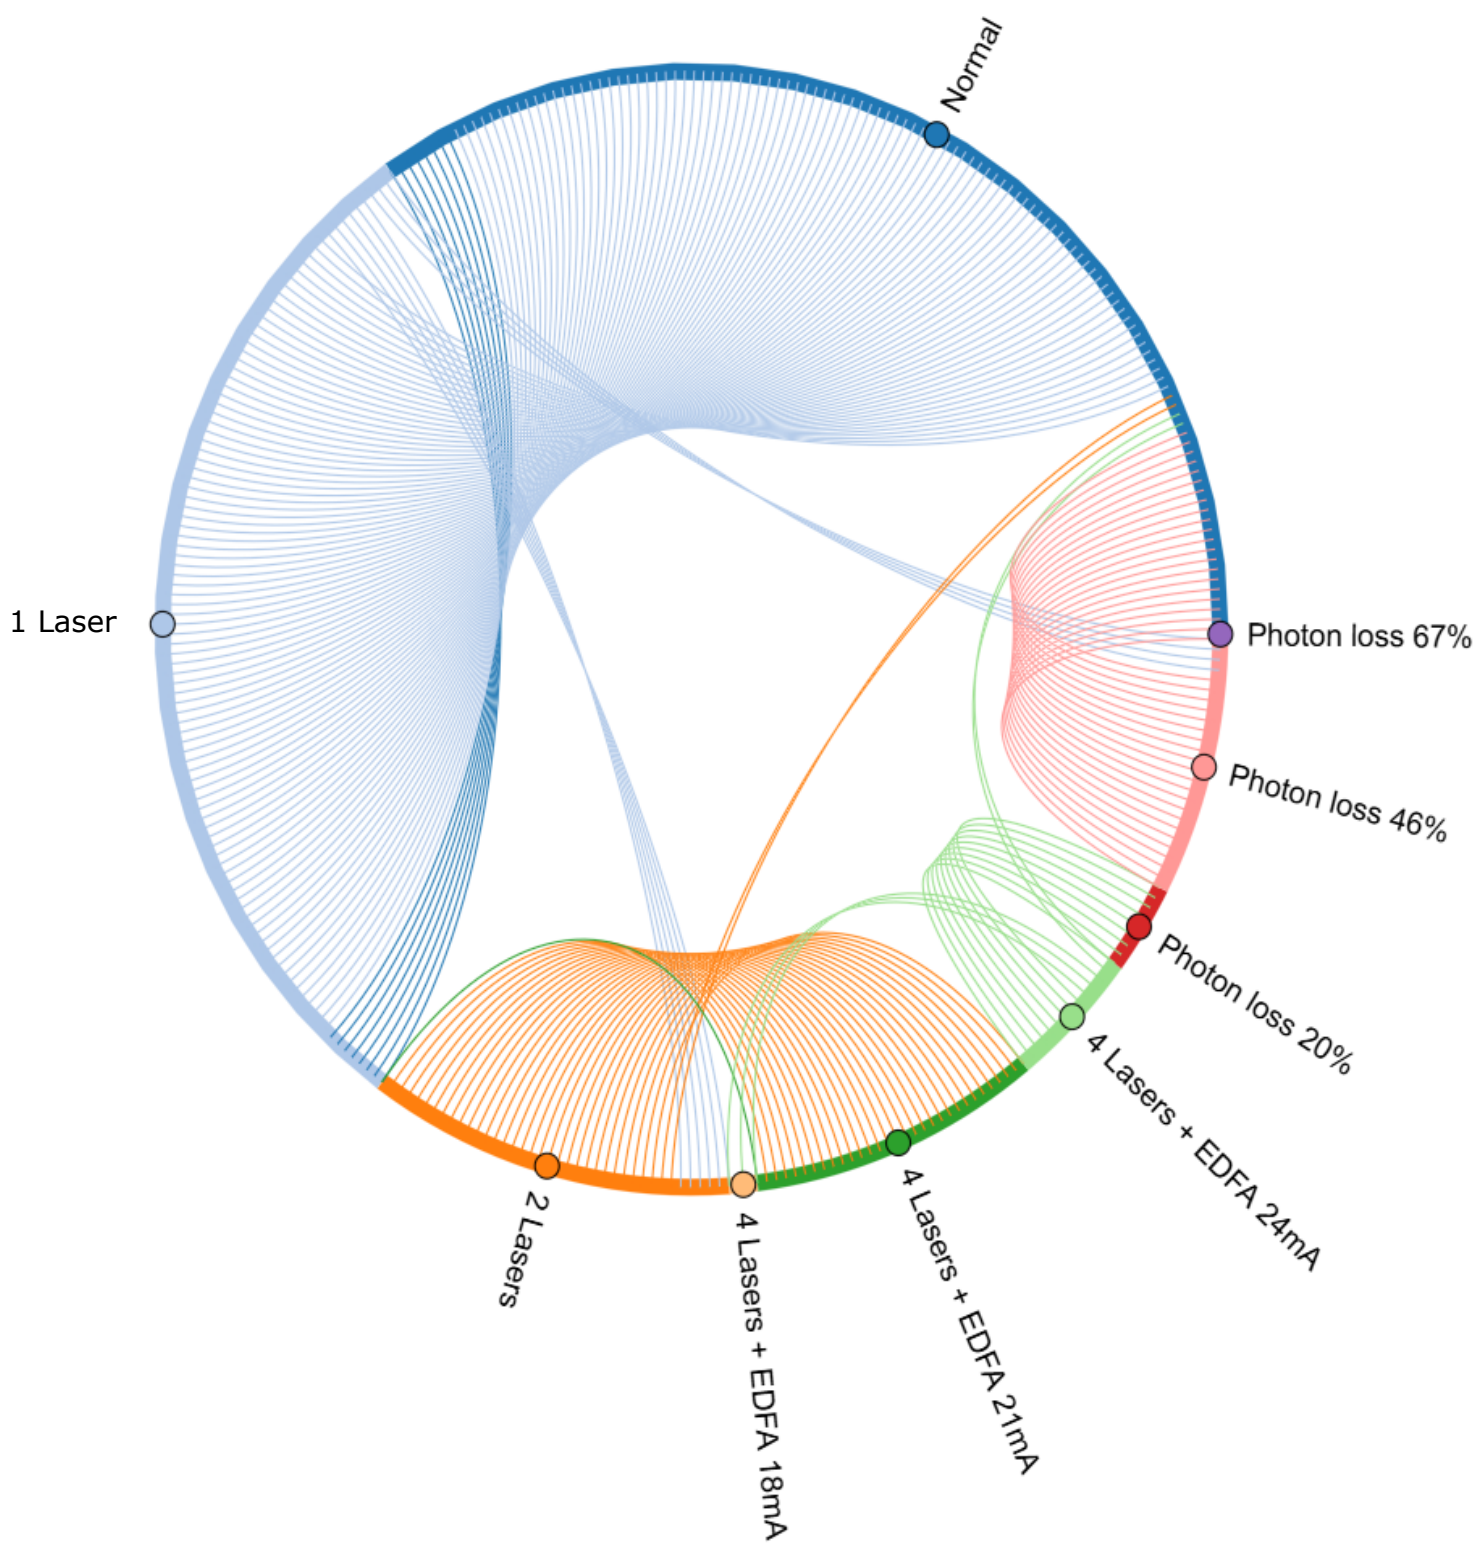 Normal
1 Laser
Photon loss 67%
Photon loss 46%
Photon loss 20%
4 Lasers + EDFA 24mA
4 Lasers + EDFA 21mA
4 Lasers + EDFA 18mA
2 Lasers